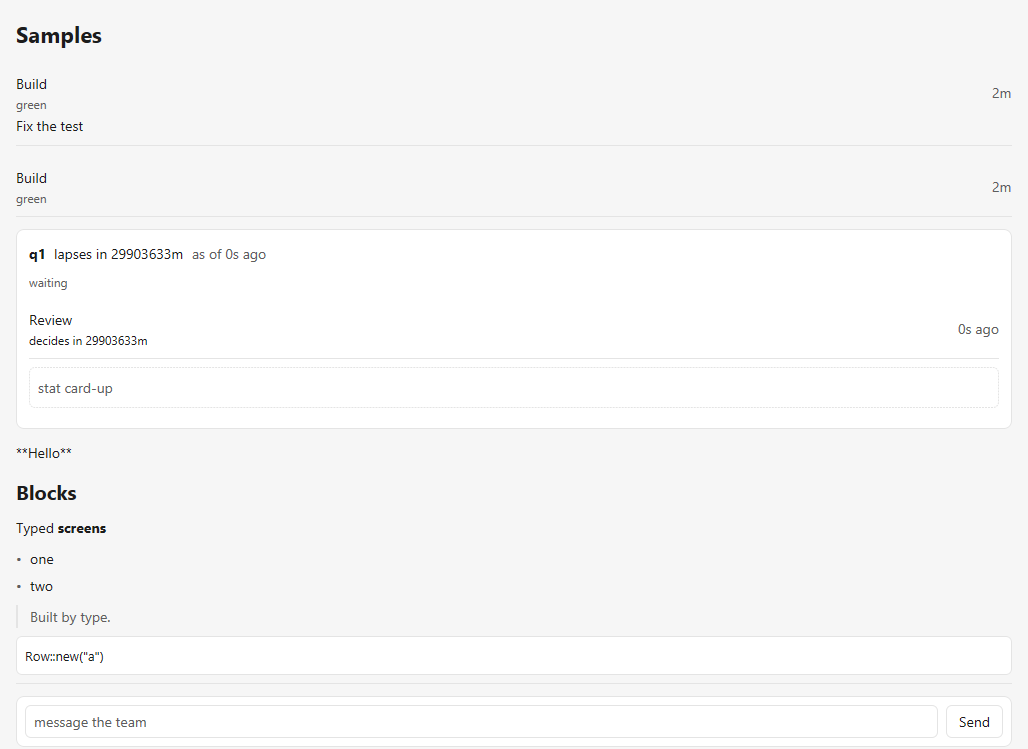 Samples
Build
green
2m
Fix the test
Build
green
2m
q1 lapses in 29903633m as of 0s ago
waiting
Review
decides in 29903633m
0s ago
stat card-up
**Hello**
Blocks
Typed screens
• one
• two
Built by type.
Row::new("a")
message the team
Send